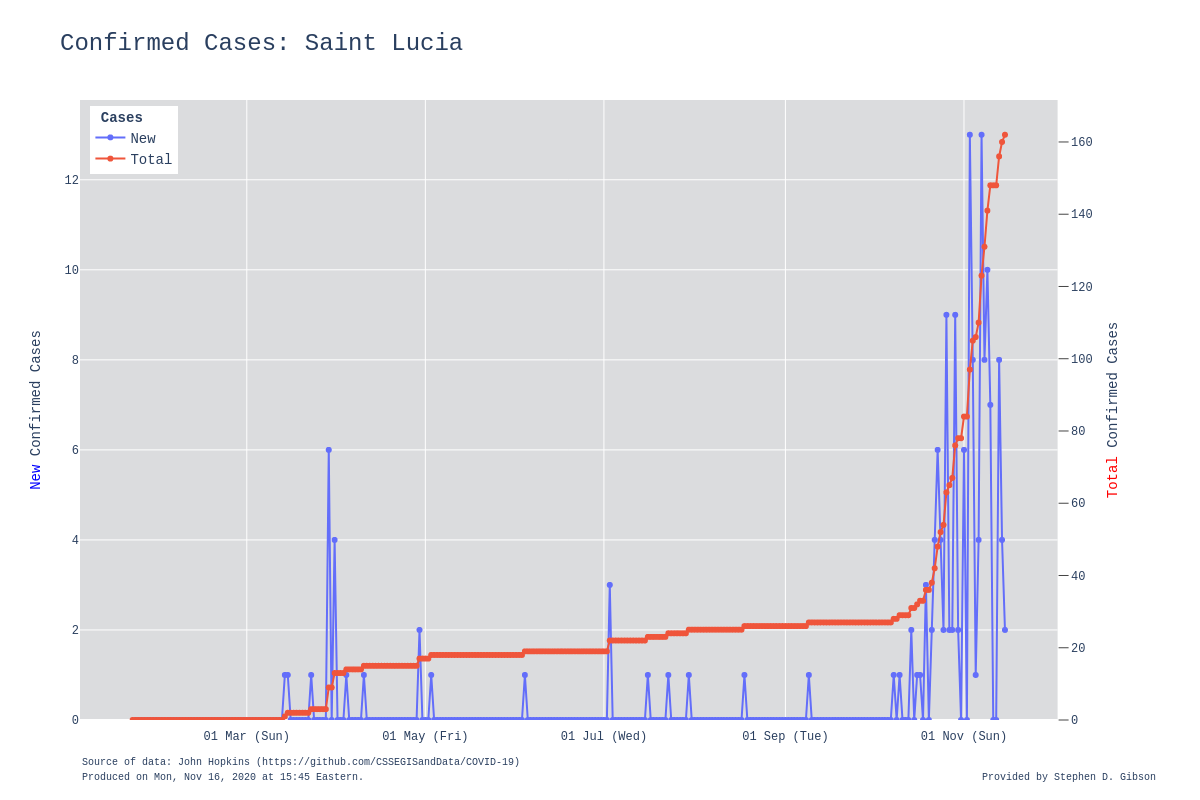 Confirmed Cases: Saint Lucia
Cases
New
Total
12
10
8
6
4
2
0
160
140
120
100
80
60
40
20
0
New Confirmed Cases
Total Confirmed Cases
01 Mar (Sun)
01 May (Fri)
01 Jul (Wed)
01 Sep (Tue)
01 Nov (Sun)
Source of data: John Hopkins (https://github.com/CSSEGISandData/COVID-19)
Produced on Mon, Nov 16, 2020 at 15:45 Eastern.
Provided by Stephen D. Gibson